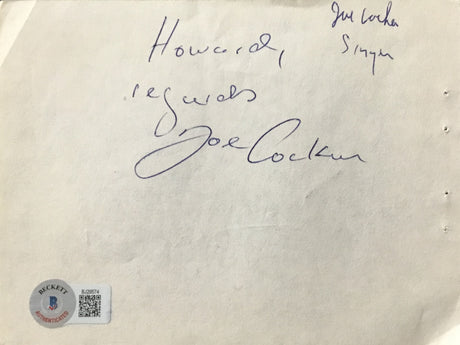 Joe Cocker
Singer
Howard,
regards
Joe Cocker
BECKETT
B
AUTHENTICATED